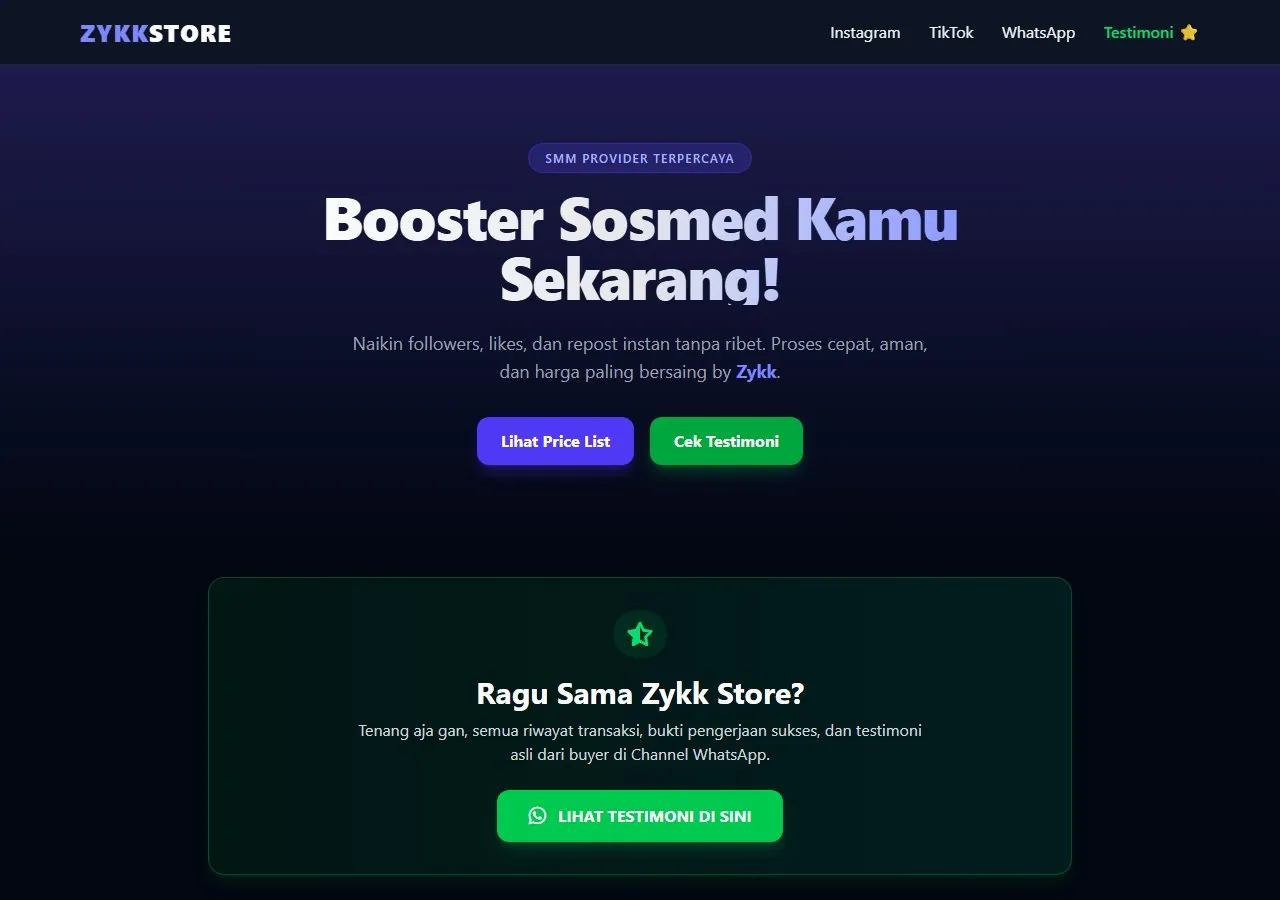 ZYKKSTORE
Instagram TikTok WhatsApp Testimoni ⭐
SMM PROVIDER TERPERCAYA
Booster Sosmed Kamu
Sekarang!
Naikin followers, likes, dan repost instan tanpa ribet. Proses cepat, aman,
dan harga paling bersaing by Zykk.
Lihat Price List Cek Testimoni
Ragu Sama Zykk Store?
Tenang aja gan, semua riwayat transaksi, bukti pengerjaan sukses, dan testimoni
asli dari buyer di Channel WhatsApp.
LIHAT TESTIMONI DI SINI